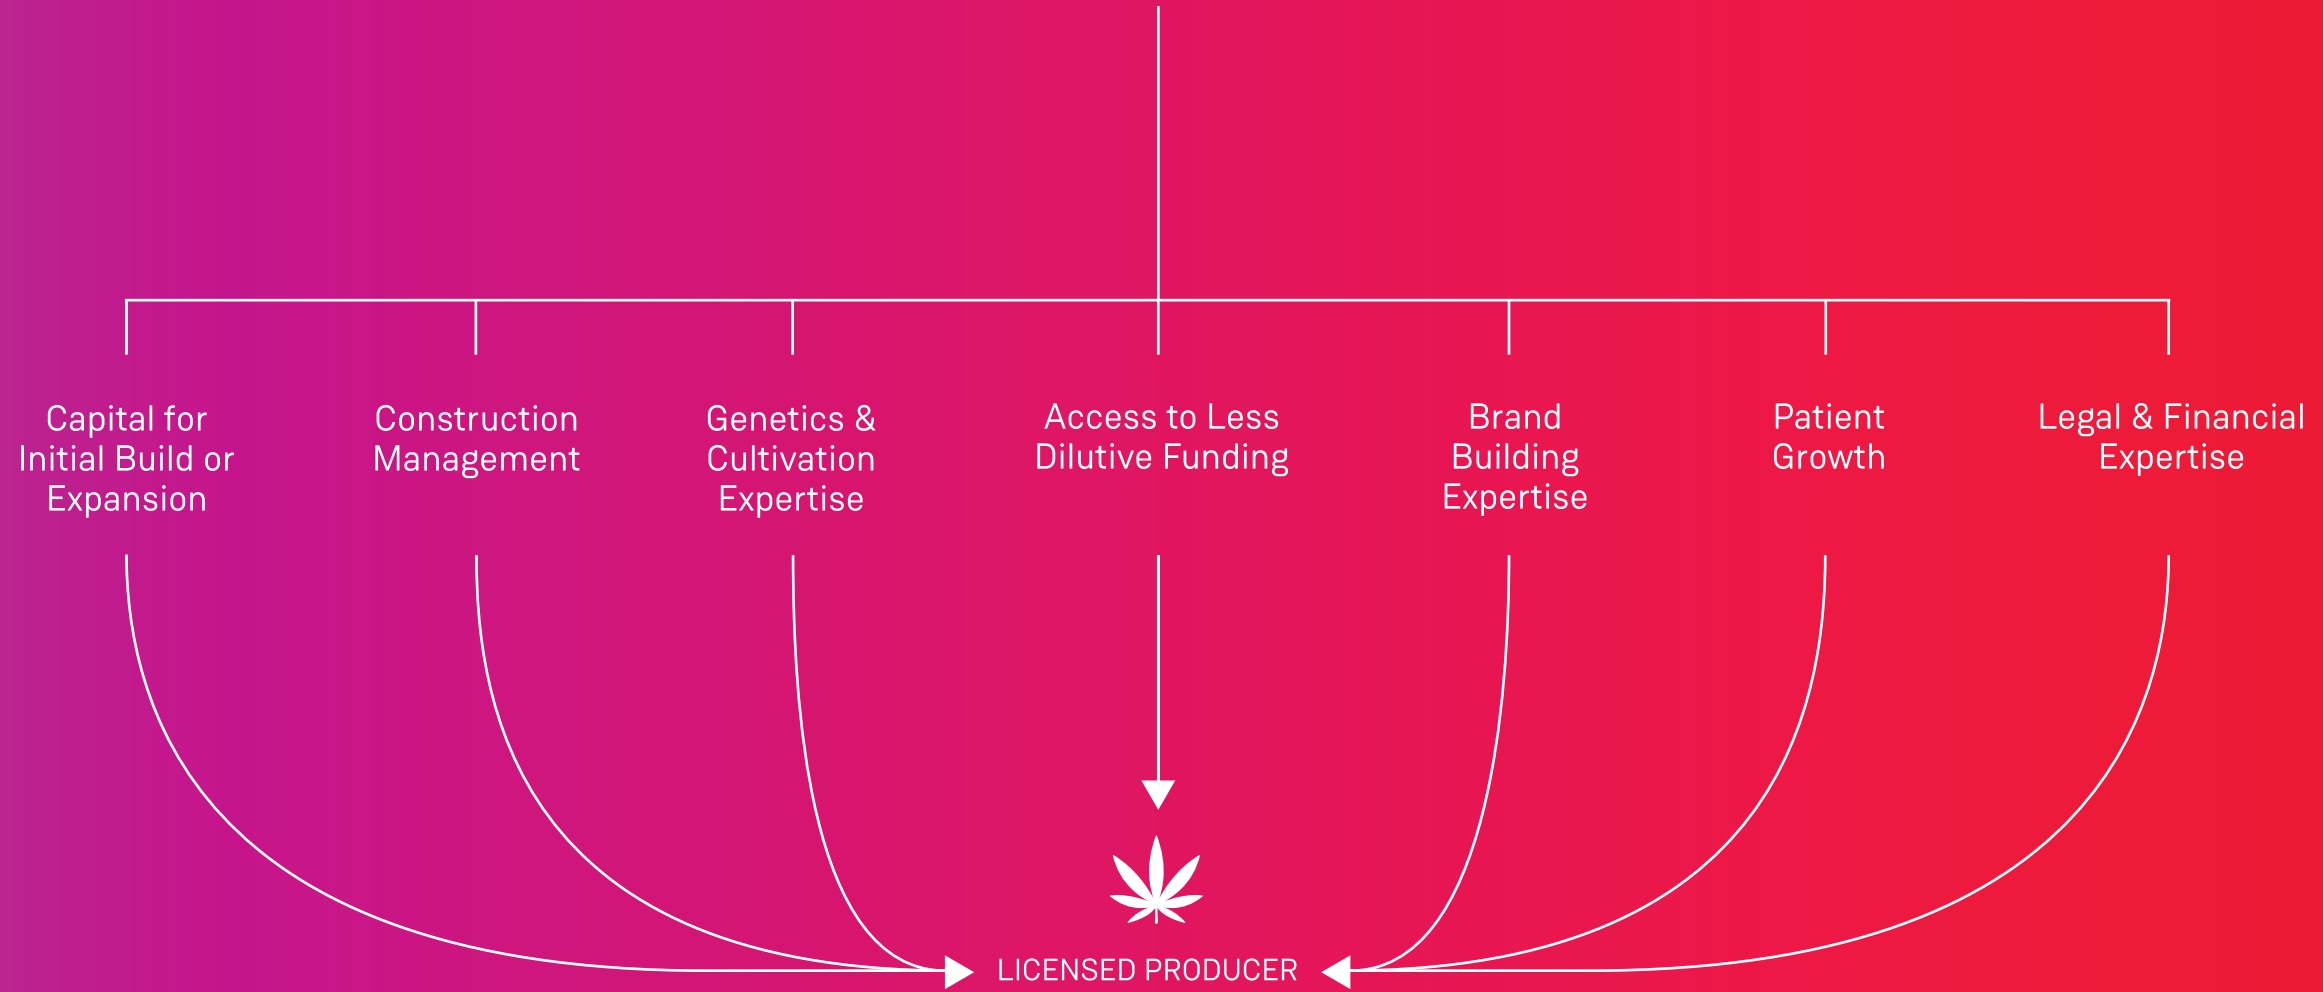 Capital for
Initial Build or
Expansion
Construction
Management
Genetics &
Cultivation
Expertise
Access to Less
Dilutive Funding
Brand
Building
Expertise
Patient
Growth
Legal & Financial
Expertise
LICENSED PRODUCER